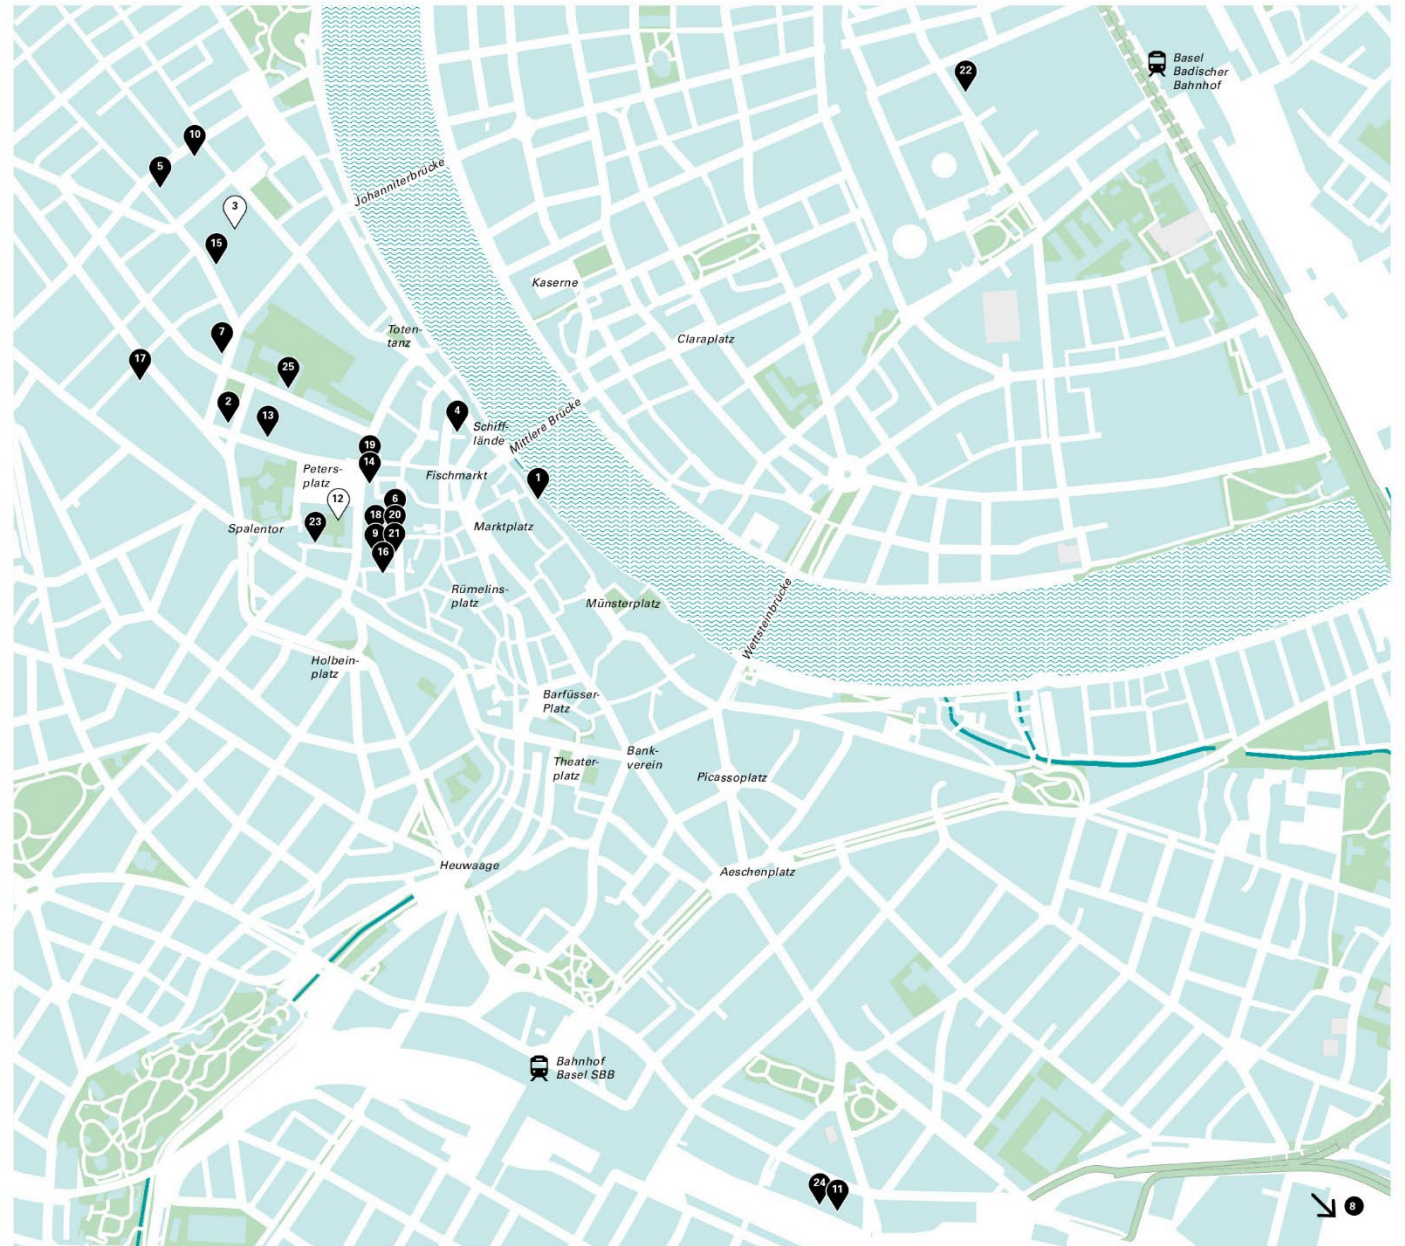 22
Basel
Badischer
Bahnhof
10
5
3
15
Johanniterbrücke
Kaserne
7
17
25
Toten-
tanz
Claraplatz
2
13
4
Schiff-
lände
Mittlere Brücke
19
14
Peters-
platz
Fischmarkt
1
12
6
18
20
23
Spalentor
9
21
16
Marktplatz
Rümelins-
platz
Münsterplatz
Wettsteinbrücke
Holbein-
platz
Barfüsser-
Platz
Bank-
verein
Theater-
platz
Picassoplatz
Heuwaage
Aeschenplatz
Bahnhof
Basel SBB
24
11
8